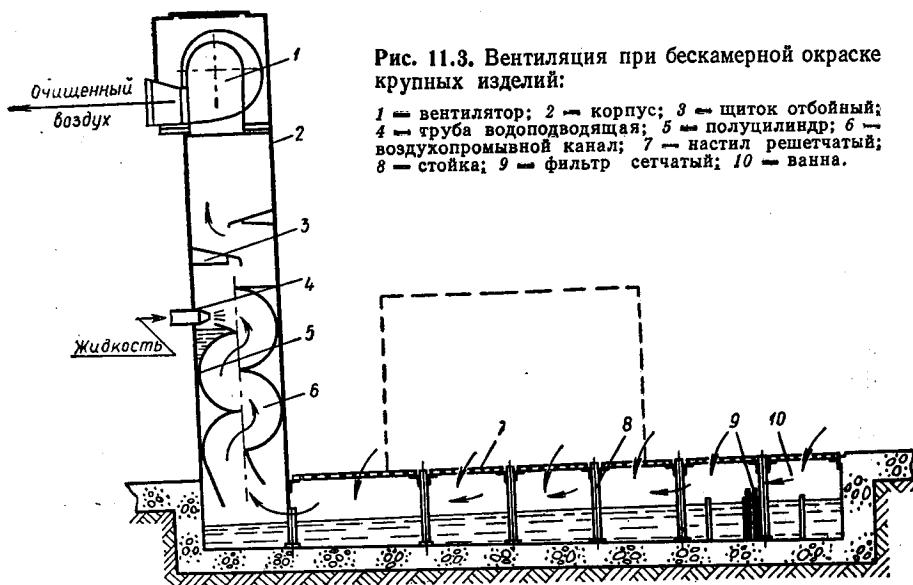 Рис. 11.3. Вентиляция при бескамерной окраске
крупных изделий:
1 — вентилятор; 2 — корпус; 3 — щиток отбойный;
4 — труба водоподводящая; 5 — полуцилиндр; 6 —
воздухопромывной канал; 7 — настил решетчатый;
8 — стойка; 9 — фильтр сетчатый; 10 — ванна.
Очищенный
воздух
1
2
3
4
Жидкость
5
6
7
8
9
10